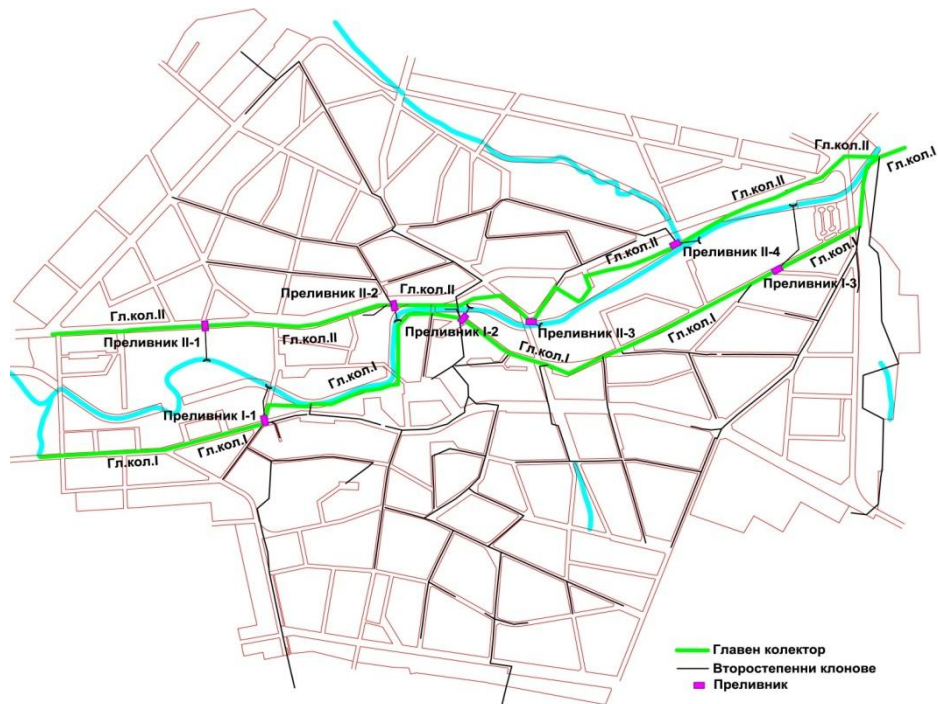 Гл.кол.II
Гл.кол.I
Гл.кол.II
Гл.кол.II
Преливник II-4
Преливник I-3
Гл.кол.I
Преливник II-2
Гл.кол.II
Гл.кол.II
Преливник II-1
Гл.кол.II
Преливник I-2
Преливник II-3
Гл.кол.I
Гл.кол.I
Гл.кол.I
Преливник I-1
Гл.кол.I
Гл.кол.I
Главен колектор
Второстепенни клонове
Преливник